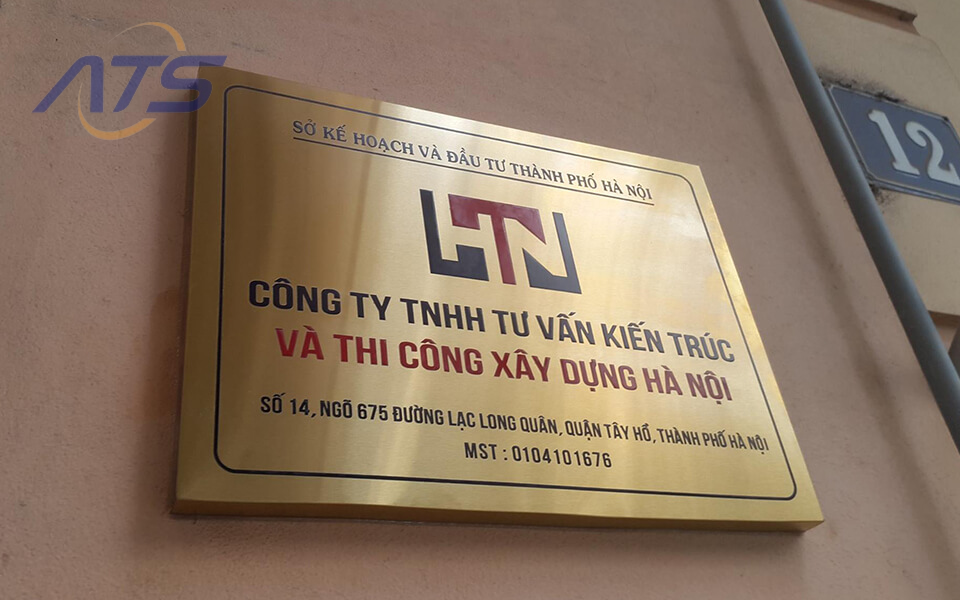 ATS
SỞ KẾ HOẠCH VÀ ĐẦU TƯ THÀNH PHỐ HÀ NỘI
HTN
CÔNG TY TNHH TƯ VẤN KIẾN TRÚC
VÀ THI CÔNG XÂY DỰNG HÀ NỘI
SỐ 14, NGÕ 675 ĐƯỜNG LẠC LONG QUÂN, QUẬN TÂY HỒ, THÀNH PHỐ HÀ NỘI
MST : 0104101676
12